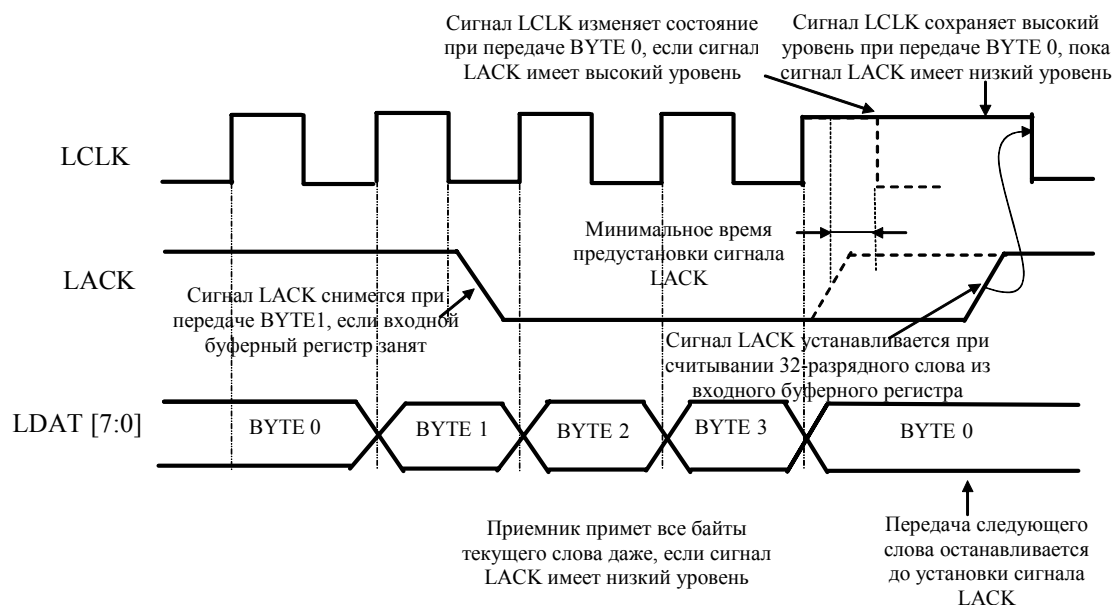 Сигнал LCLK изменяет состояние
при передаче BYTE 0, если сигнал
LACK имеет высокий уровень
Сигнал LCLK сохраняет высокий
уровень при передаче BYTE 0, пока
сигнал LACK имеет низкий уровень
LCLK
Минимальное время
предустановки сигнала
LACK
LACK
Сигнал LACK снимется при
передаче BYTE1, если входной
буферный регистр занят
Сигнал LACK устанавливается при
считывании 32-разрядного слова из
входного буферного регистра
LDAT [7:0]
BYTE 0
BYTE 1
BYTE 2
BYTE 3
BYTE 0
Приемник примет все байты
текущего слова даже, если сигнал
LACK имеет низкий уровень
Передача следующего
слова останавливается
до установки сигнала
LACK